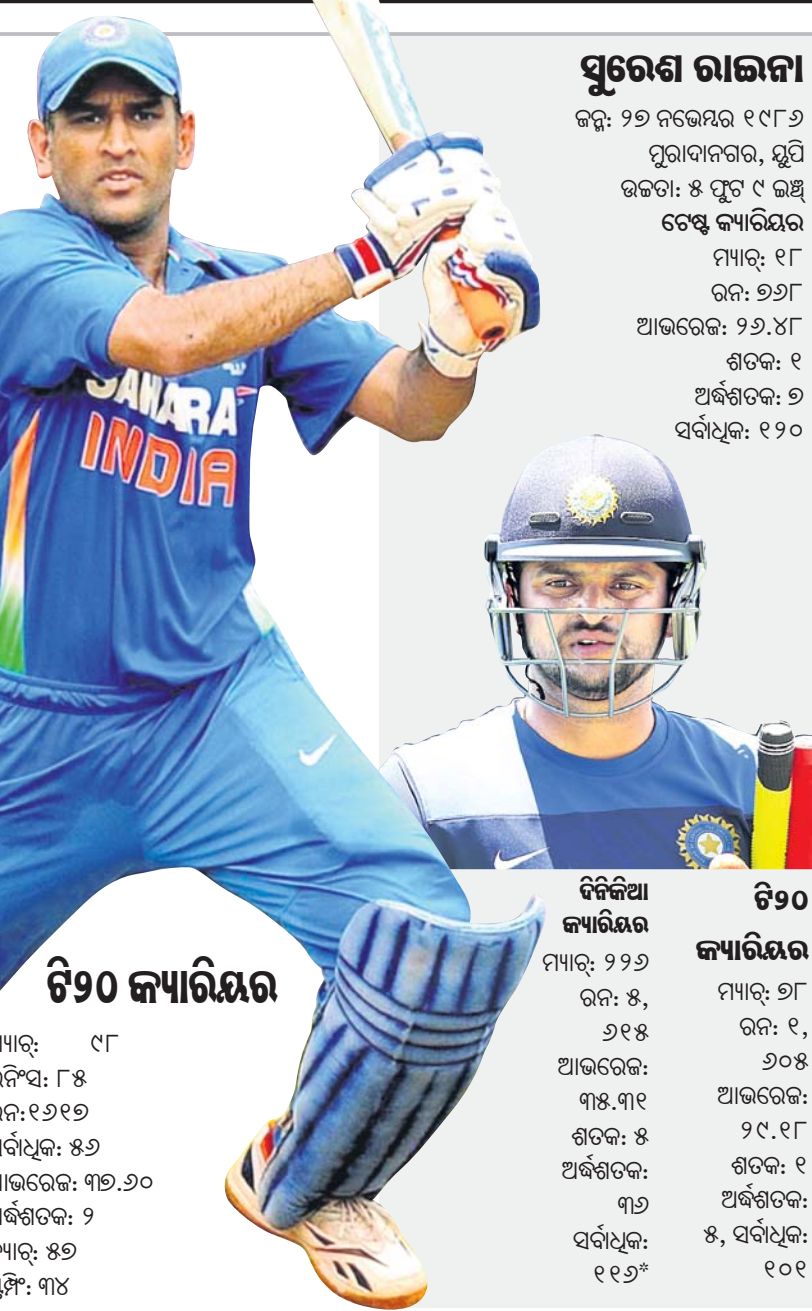 ସୁରେଶ ରାଇନା
ଜନ୍ମ: ୨୭ ନଭେମ୍ବର ୧୯୮୬
ମୁରାଦାନଗର, ୟୁପି
ଉଚ୍ଚତା: ୫ ଫୁଟ ୯ ଇଞ୍ଚ
ଟେଷ୍ଟ କ୍ୟାରିୟର
ମ୍ୟାଚ୍: ୧୮
ରନ: ୭୬୮
ଆଭରେଜ: ୨୬.୪୮
ଶତକ: ୧
ଅର୍ଦ୍ଧଶତକ: ୭
ସର୍ବାଧିକ: ୧୨୦
SAHARA
INDIA
ଦିନିକିଆ
କ୍ୟାରିୟର
ମ୍ୟାଚ୍: ୨୨୬
ରନ: ୫,
୬୧୫
ଆଭରେଜ:
୩୫.୩୧
ଶତକ: ୫
ଅର୍ଦ୍ଧଶତକ:
୩୬
ସର୍ବାଧିକ:
୧୧୬*
ଟି୨୦
କ୍ୟାରିୟର
ମ୍ୟାଚ୍: ୭୮
ରନ: ୧,
୬୦୫
ଆଭରେଜ:
୨୯.୧୮
ଶତକ: ୧
ଅର୍ଦ୍ଧଶତକ:
୫, ସର୍ବାଧିକ:
୧୦୧
ଟି୨୦ କ୍ୟାରିୟର
୯୮
୮୫
୧୬୧୭
୫୬
୩୭.୬୦
୨
୫୭
୩୪